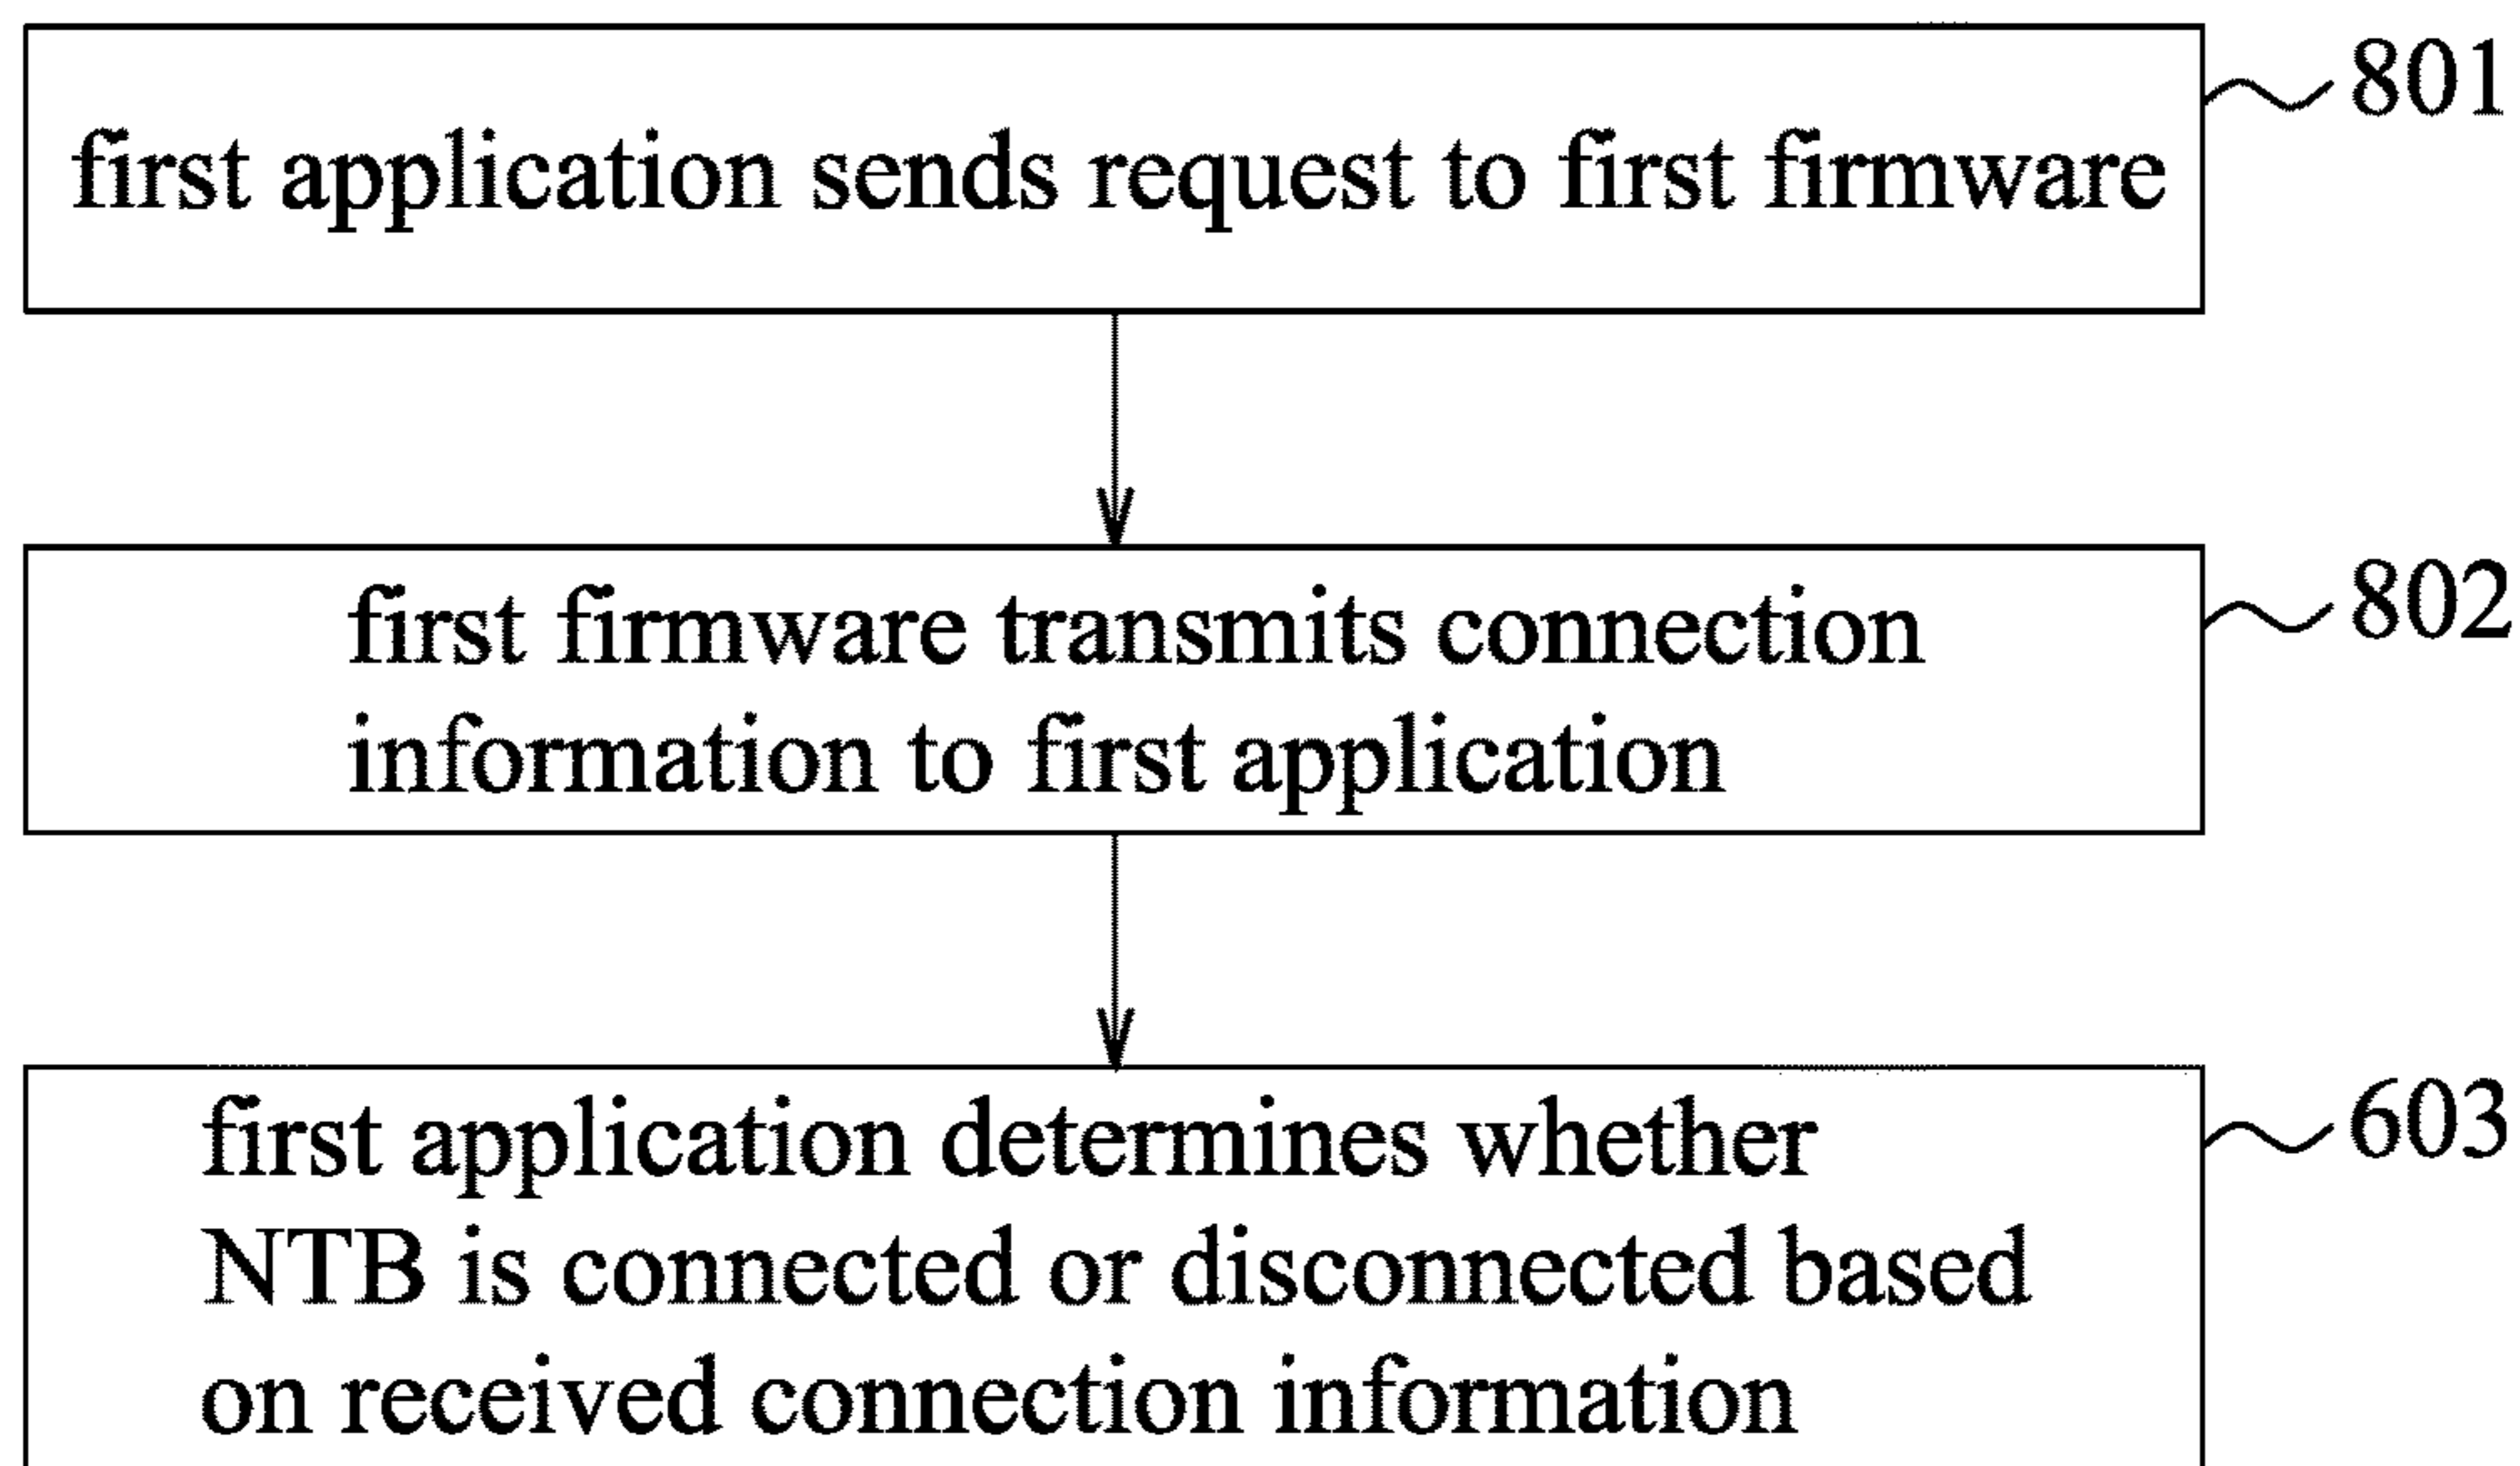 801
first application sends request to first firmware
802
first firmware transmits connection
information to first application
603
first application determines whether
NTB is connected or disconnected based
on received connection information